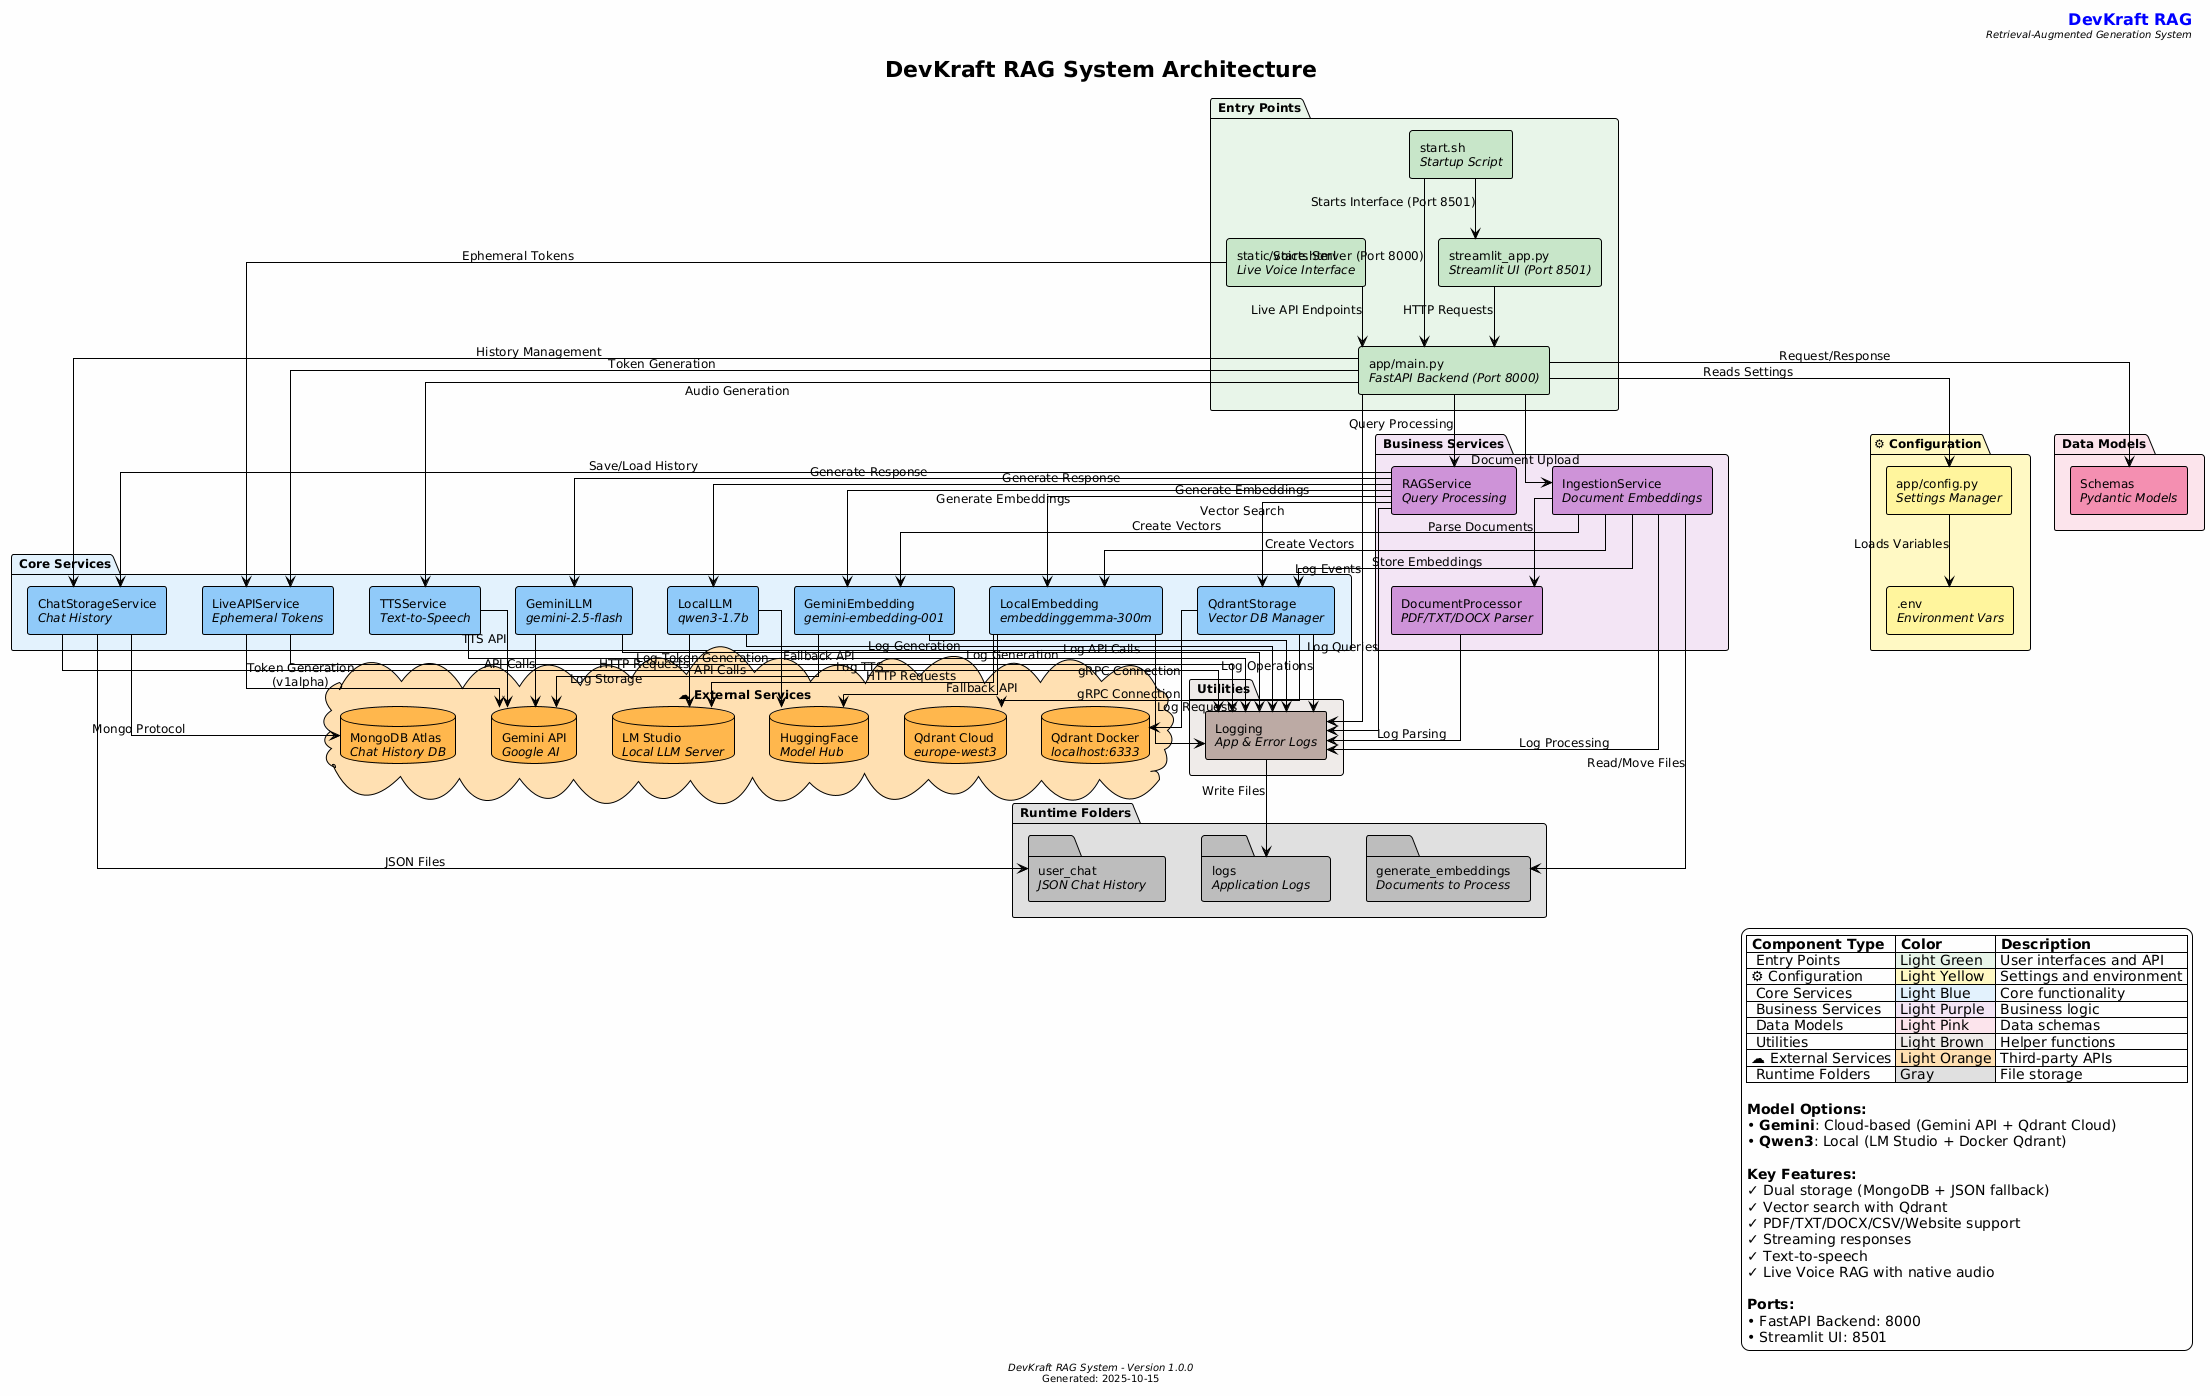 DevKraft RAG
Retrieval-Augmented Generation System
DevKraft RAG System Architecture
Entry Points
start.sh
Startup Script
Starts Interface (Port 8501)
static/voice.html
Live Voice Interface
Starts Server (Port 8000)
streamlit_app.py
Streamlit UI (Port 8501)
Ephemeral Tokens
Live API Endpoints
HTTP Requests
app/main.py
FastAPI Backend (Port 8000)
History Management
Token Generation
Audio Generation
Request/Response
Reads Settings
Query Processing
Business Services
⚙ Configuration
Data Models
Document Upload
Save/Load History
Generate Response
Generate Response
Generate Embeddings
Generate Embeddings
Vector Search
RAGService
Query Processing
IngestionService
Document Embeddings
app/config.py
Settings Manager
Schemas
Pydantic Models
Create Vectors
Parse Documents
Create Vectors
Loads Variables
Store Embeddings
Log Events
Core Services
ChatStorageService
Chat History
LiveAPIService
Ephemeral Tokens
TTSService
Text-to-Speech
GeminiLLM
gemini-2.5-flash
LocalLLM
qwen3-1.7b
GeminiEmbedding
gemini-embedding-001
LocalEmbedding
embeddinggemma-300m
QdrantStorage
Vector DB Manager
DocumentProcessor
PDF/TXT/DOCX Parser
.env
Environment Vars
TTS API
Log Generation
Log API Calls
Log Queries
Log Token Generation
Fallback API
Log Generation
Token Generation
(v1alpha)
API Calls
HTTP Requests
API Calls
Log TTS
Log Operations
gRPC Connection
Log Storage
HTTP Requests
Fallback API
gRPC Connection
Log Requests
☁ External Services
Utilities
Mongo Protocol
MongoDB Atlas
Chat History DB
Gemini API
Google AI
LM Studio
Local LLM Server
HuggingFace
Model Hub
Qdrant Cloud
europe-west3
Qdrant Docker
localhost:6333
Logging
App & Error Logs
Log Parsing
Log Processing
Read/Move Files
Write Files
Runtime Folders
JSON Files
user_chat
JSON Chat History
logs
Application Logs
generate_embeddings
Documents to Process
Component Type Color Description
Entry Points Light Green User interfaces and API
⚙ Configuration Light Yellow Settings and environment
Core Services Light Blue Core functionality
Business Services Light Purple Business logic
Data Models Light Pink Data schemas
Utilities Light Brown Helper functions
☁ External Services Light Orange Third-party APIs
Runtime Folders Gray File storage
Model Options:
• Gemini: Cloud-based (Gemini API + Qdrant Cloud)
• Qwen3: Local (LM Studio + Docker Qdrant)
Key Features:
✓ Dual storage (MongoDB + JSON fallback)
✓ Vector search with Qdrant
✓ PDF/TXT/DOCX/CSV/Website support
✓ Streaming responses
✓ Text-to-speech
✓ Live Voice RAG with native audio
Ports:
• FastAPI Backend: 8000
• Streamlit UI: 8501
DevKraft RAG System - Version 1.0.0
Generated: 2025-10-15